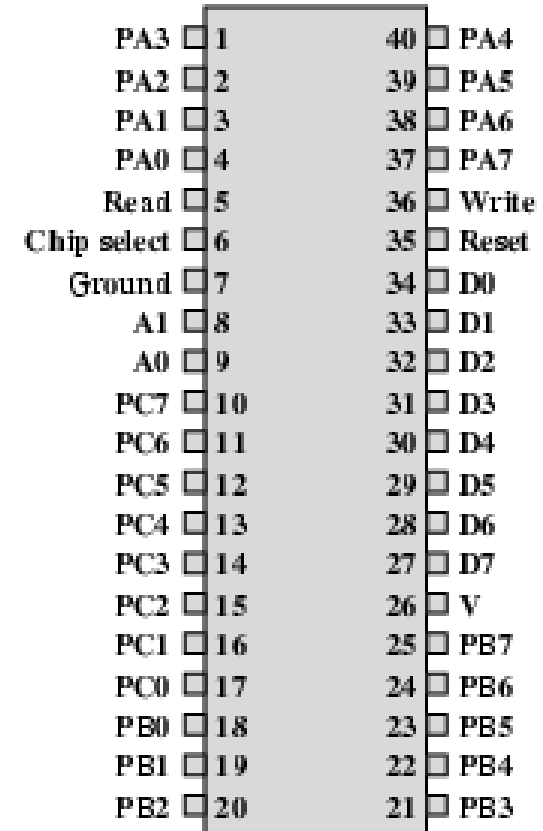 PA3 1 40 PA4
PA2 2 39 PA5
PA1 3 38 PA6
PA0 4 37 PA7
Read 5 36 Write
Chip select 6 35 Reset
Ground 7 34 D0
A1 8 33 D1
A0 9 32 D2
PC7 10 31 D3
PC6 11 30 D4
PC5 12 29 D5
PC4 13 28 D6
PC3 14 27 D7
PC2 15 26 V
PC1 16 25 PB7
PC0 17 24 PB6
PB0 18 23 PB5
PB1 19 22 PB4
PB2 20 21 PB3